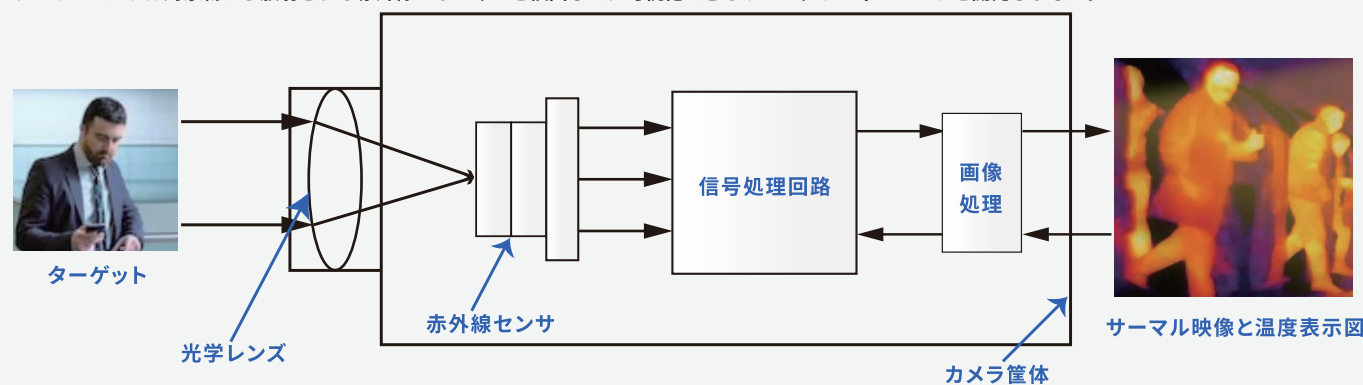 ターゲット
光学レンズ
赤外線センサ
信号処理回路
画像
処理
カメラ筐体
サーマル映像と温度表示図